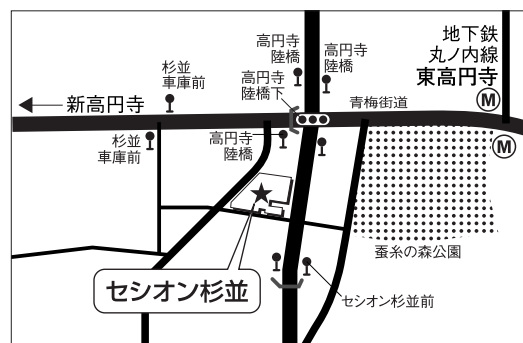 地下鉄
丸ノ内線
東高円寺
M
M
高円寺
陸橋
高円寺
陸橋
杉並
車庫前
高円寺
陸橋下
新高円寺
青梅街道
杉並
車庫前
高円寺
陸橋
蚕糸の森公園
セシオン杉並
セシオン杉並前